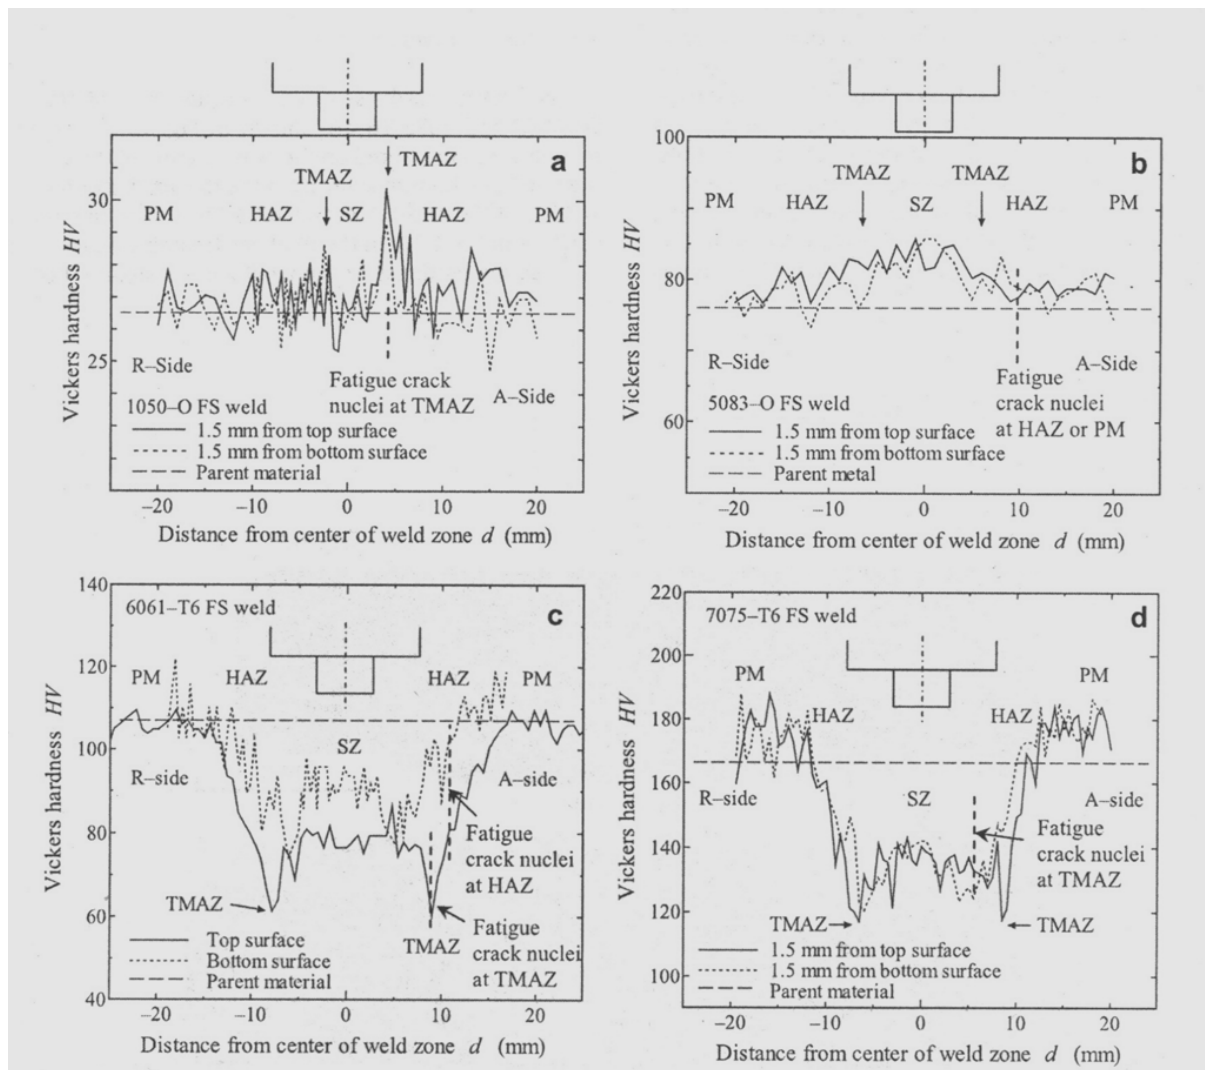 a
TMAZ
TMAZ
PM HAZ SZ HAZ PM
30
25
Vickers hardness HV
R–Side
Fatigue crack
nuclei at TMAZ
A–Side
1050–O FS weld
1.5 mm from top surface
1.5 mm from bottom surface
Parent material
–20 –10 0 10 20
Distance from center of weld zone d (mm)
b
100
80
60
Vickers hardness HV
TMAZ TMAZ
PM HAZ SZ HAZ PM
R–Side
A–Side
Fatigue
crack nuclei
at HAZ or PM
5083–O FS weld
1.5 mm from top surface
1.5 mm from bottom surface
Parent metal
–20 –10 0 10 20
Distance from center of weld zone d (mm)
c
140
120
100
80
60
40
Vickers hardness HV
6061–T6 FS weld
PM HAZ HAZ PM
SZ
R–side
A–side
Fatigue
crack nuclei
at HAZ
TMAZ
TMAZ
Fatigue
crack nuclei
at TMAZ
Top surface
Bottom surface
Parent material
–20 –10 0 10 20
Distance from center of weld zone d (mm)
d
220
200
180
160
140
120
100
Vickers hardness HV
7075–T6 FS weld
PM PM
HAZ HAZ
R–side SZ A–side
Fatigue
crack nuclei
at TMAZ
TMAZ TMAZ
1.5 mm from top surface
1.5 mm from bottom surface
Parent material
–20 –10 0 10 20
Distance from center of weld zone d (mm)